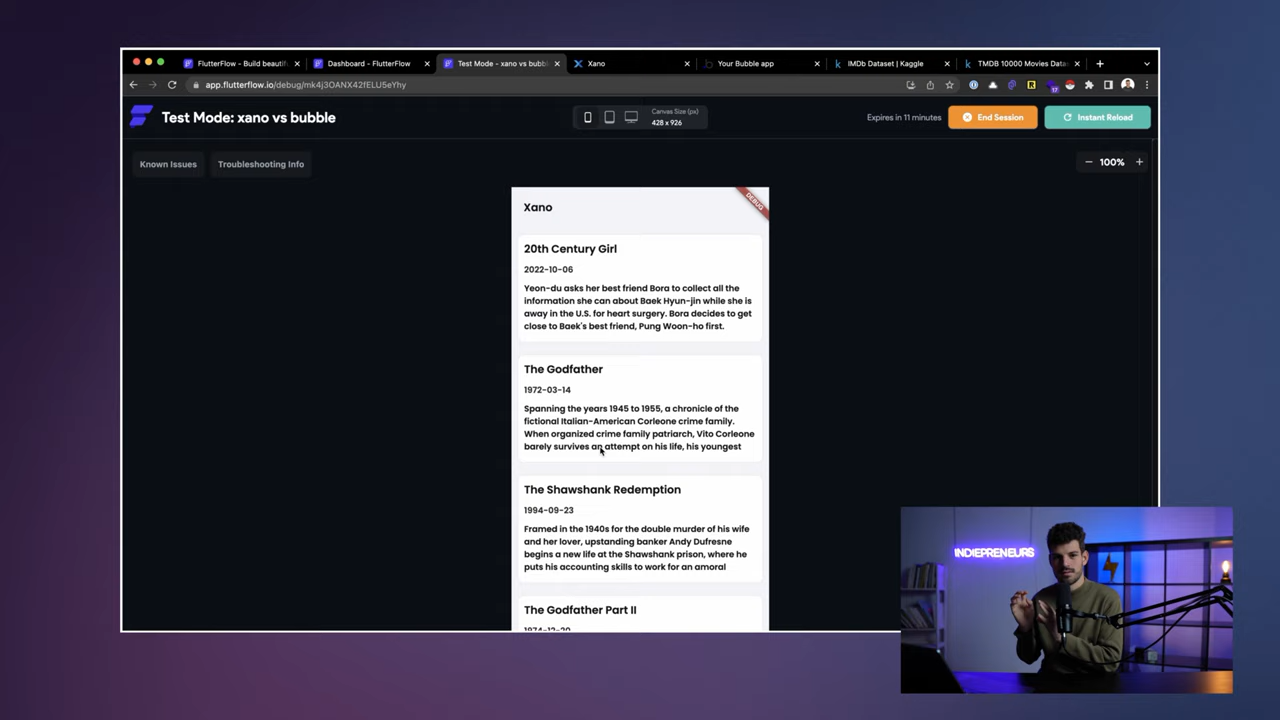 FlutterFlow - Build beautif
Dashboard - FlutterFlow
Test Mode - xano vs bubb
Xano
Your Bubble app
IMDb Dataset | Kaggle
TMDB 10000 Movies Data
app.flutterflow.io/debug/mk4j3OANX42fELU5eYhy
17
Test Mode: xano vs bubble
Canvas Size (px)
428 x 926
Expires in 11 minutes
End Session
Instant Reload
Known Issues
Troubleshooting Info
100%
Xano
DEBUG
20th Century Girl
2022-10-06
Yeon-du asks her best friend Bora to collect all the
information she can about Baek Hyun-jin while she is
away in the U.S. for heart surgery. Bora decides to get
close to Baek's best friend, Pung Woon-ho first.
The Godfather
1972-03-14
Spanning the years 1945 to 1955, a chronicle of the
fictional Italian-American Corleone crime family.
When organized crime family patriarch, Vito Corleone
barely survives an attempt on his life, his youngest
The Shawshank Redemption
1994-09-23
Framed in the 1940s for the double murder of his wife
and her lover, upstanding banker Andy Dufresne
begins a new life at the Shawshank prison, where he
puts his accounting skills to work for an amoral
The Godfather Part II
1974-12-20
INDIEPRENEURS